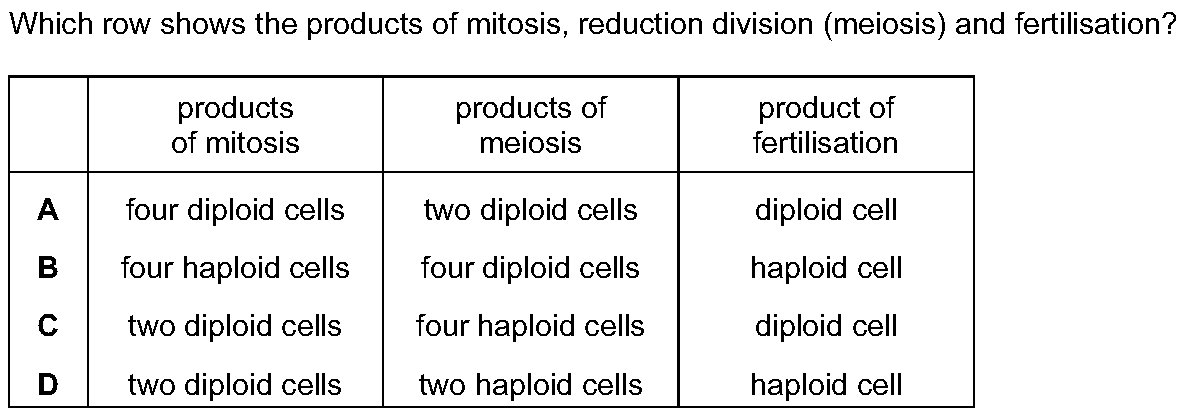 Which row shows the products of mitosis, reduction division (meiosis) and fertilisation?
products of mitosis products of meiosis product of fertilisation
A four diploid cells two diploid cells diploid cell
B four haploid cells four diploid cells haploid cell
C two diploid cells four haploid cells diploid cell
D two diploid cells two haploid cells haploid cell